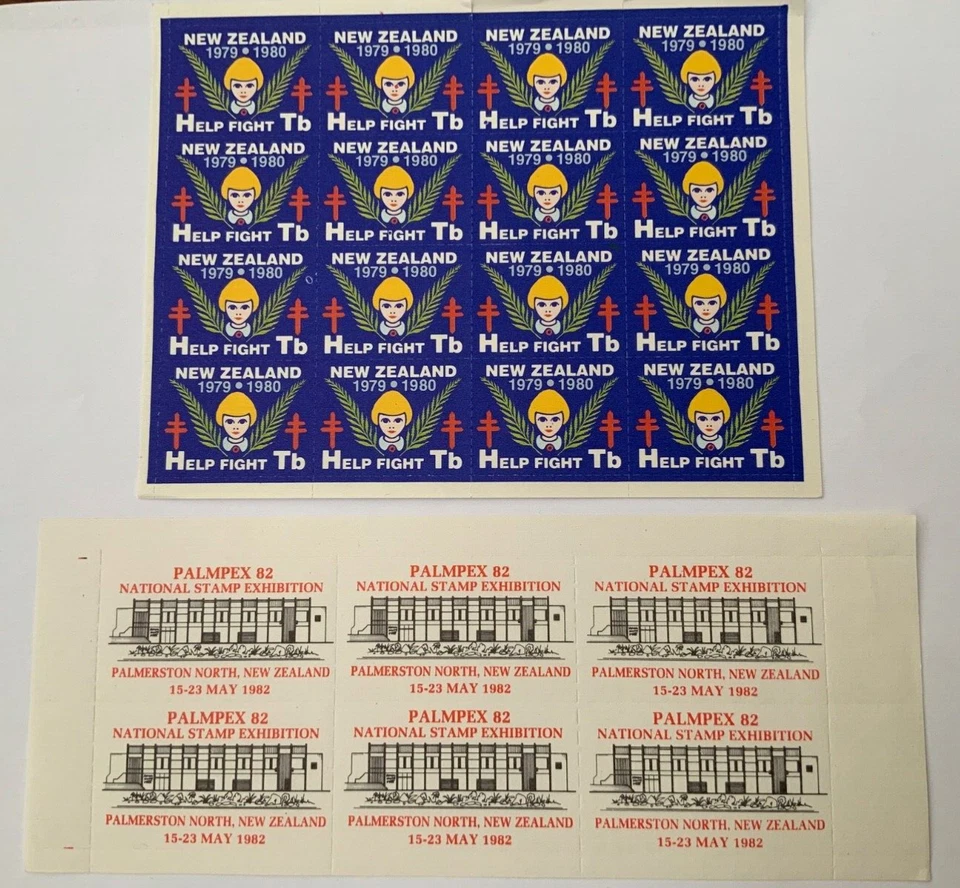 NEW ZEALAND NEW ZEALAND NEW ZEALAND NEW ZEALAND
1979 • 1980 1979 • 1980 1979 • 1980 1979 • 1980
HELP FIGHT Tb HELP FIGHT Tb HELP FIGHT Tb HELP FIGHT Tb
NEW ZEALAND NEW ZEALAND NEW ZEALAND NEW ZEALAND
1979 • 1980 1979 • 1980 1979 • 1980 1979 • 1980
HELP FIGHT Tb HELP FIGHT Tb HELP FIGHT Tb HELP FIGHT Tb
NEW ZEALAND NEW ZEALAND NEW ZEALAND NEW ZEALAND
1979 • 1980 1979 • 1980 1979 • 1980 1979 • 1980
HELP FIGHT Tb HELP FIGHT Tb HELP FIGHT Tb HELP FIGHT Tb
NEW ZEALAND NEW ZEALAND NEW ZEALAND NEW ZEALAND
1979 • 1980 1979 • 1980 1979 • 1980 1979 • 1980
HELP FIGHT Tb HELP FIGHT Tb HELP FIGHT Tb HELP FIGHT Tb
PALMPEX 82 PALMPEX 82 PALMPEX 82
NATIONAL STAMP EXHIBITION NATIONAL STAMP EXHIBITION NATIONAL STAMP EXHIBITION
PALMERSTON NORTH, NEW ZEALAND PALMERSTON NORTH, NEW ZEALAND PALMERSTON NORTH, NEW ZEALAND
15-23 MAY 1982 15-23 MAY 1982 15-23 MAY 1982
PALMPEX 82 PALMPEX 82 PALMPEX 82
NATIONAL STAMP EXHIBITION NATIONAL STAMP EXHIBITION NATIONAL STAMP EXHIBITION
PALMERSTON NORTH, NEW ZEALAND PALMERSTON NORTH, NEW ZEALAND PALMERSTON NORTH, NEW ZEALAND
15-23 MAY 1982 15-23 MAY 1982 15-23 MAY 1982